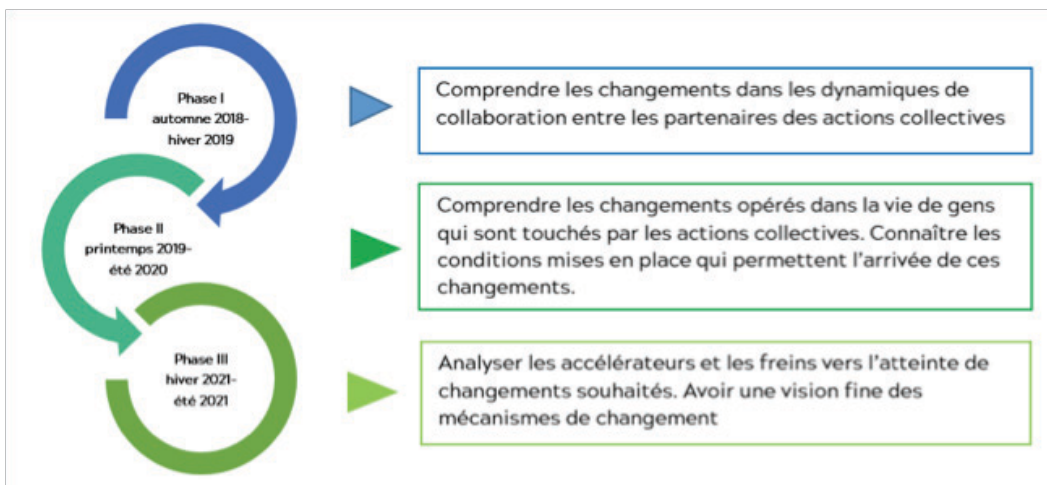 Phase I
automne 2018-
hiver 2019
Comprendre les changements dans les dynamiques de
collaboration entre les partenaires des actions collectives
Phase II
printemps 2019-
été 2020
Comprendre les changements opérés dans la vie de gens
qui sont touchés par les actions collectives. Connaître les
conditions mises en place qui permettent l'arrivée de ces
changements.
Phase III
hiver 2021-
été 2021
Analyser les accélérateurs et les freins vers l'atteinte de
changements souhaités. Avoir une vision fine des
mécanismes de changement